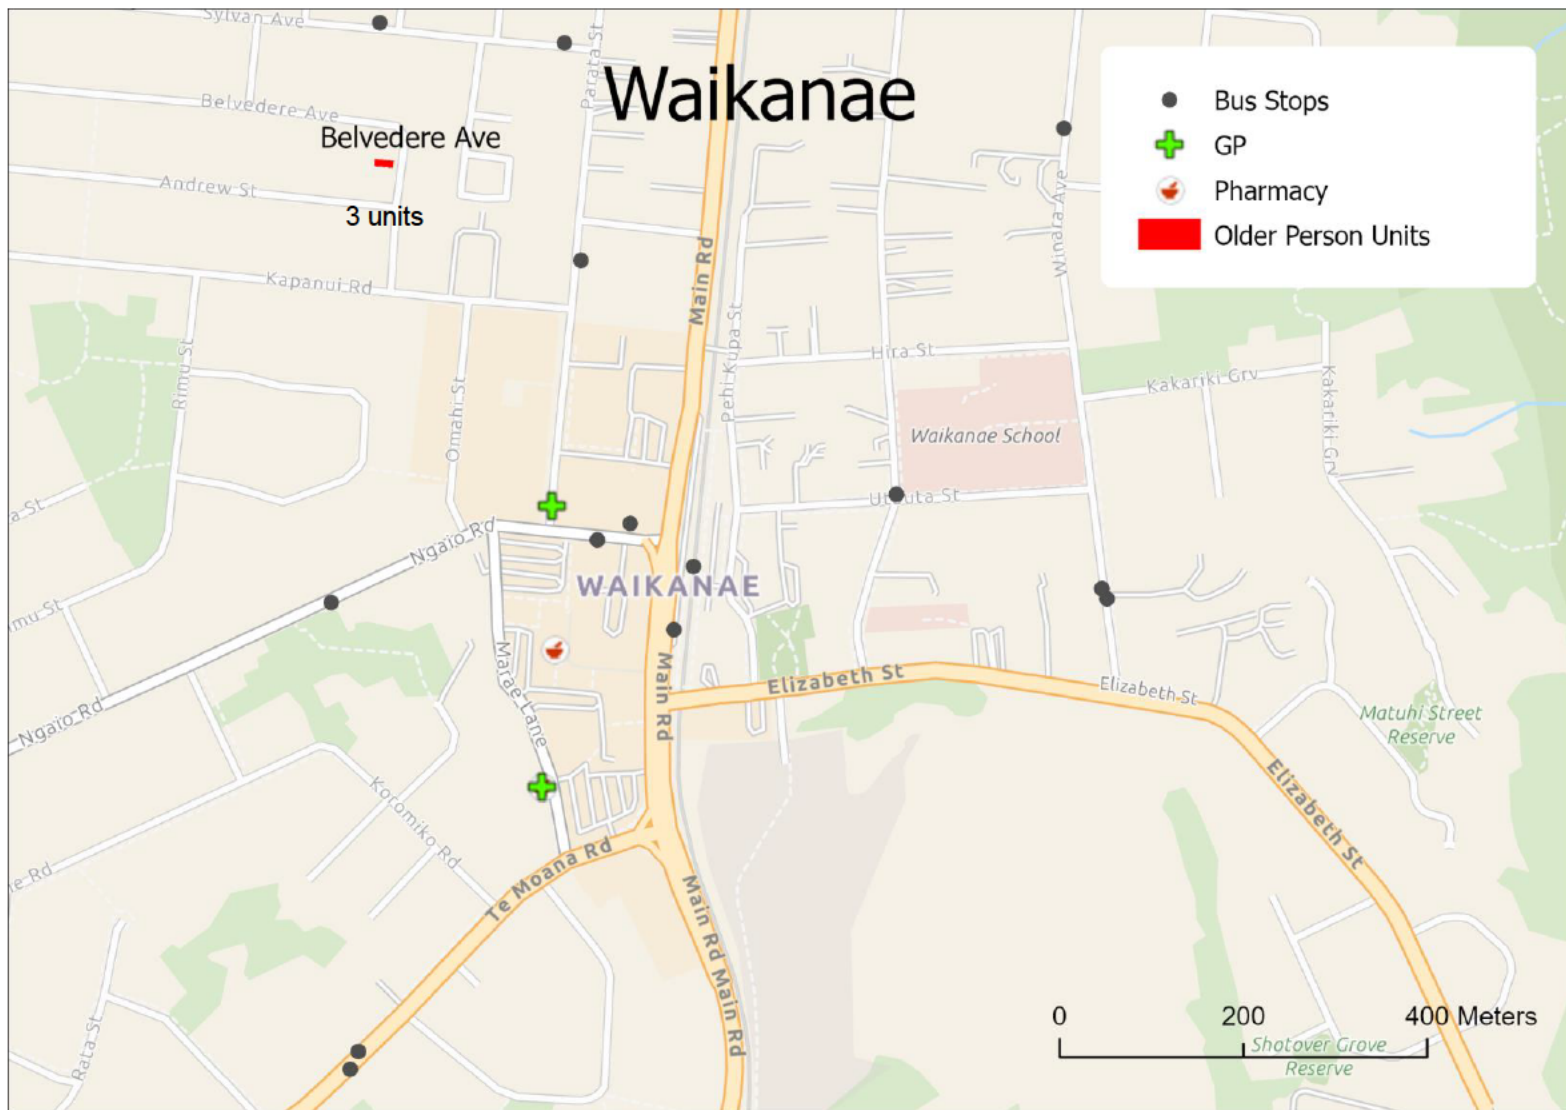 Sylvan Ave
Parata St
Waikanae
Bus Stops
GP
Pharmacy
Older Person Units
Belvedere Ave
Belvedere Ave
Andrew St
3 units
Winara Ave
Main Rd
Kapanui Rd
Pehi Kupa St
Hira St
Rimu St
Omahi St
Kakariki Grv
Kakariki Grv
Waikanae School
Ngaio Rd
WAIKANAE
Marae Lane
Main Rd
Elizabeth St
Elizabeth St
Ngaio Rd
Matuhi Street
Reserve
Koromiko Rd
Elizabeth St
Te Moana Rd
Main Rd
Main Rd
Rata St
0 200 400 Meters
Shotover Grove
Reserve